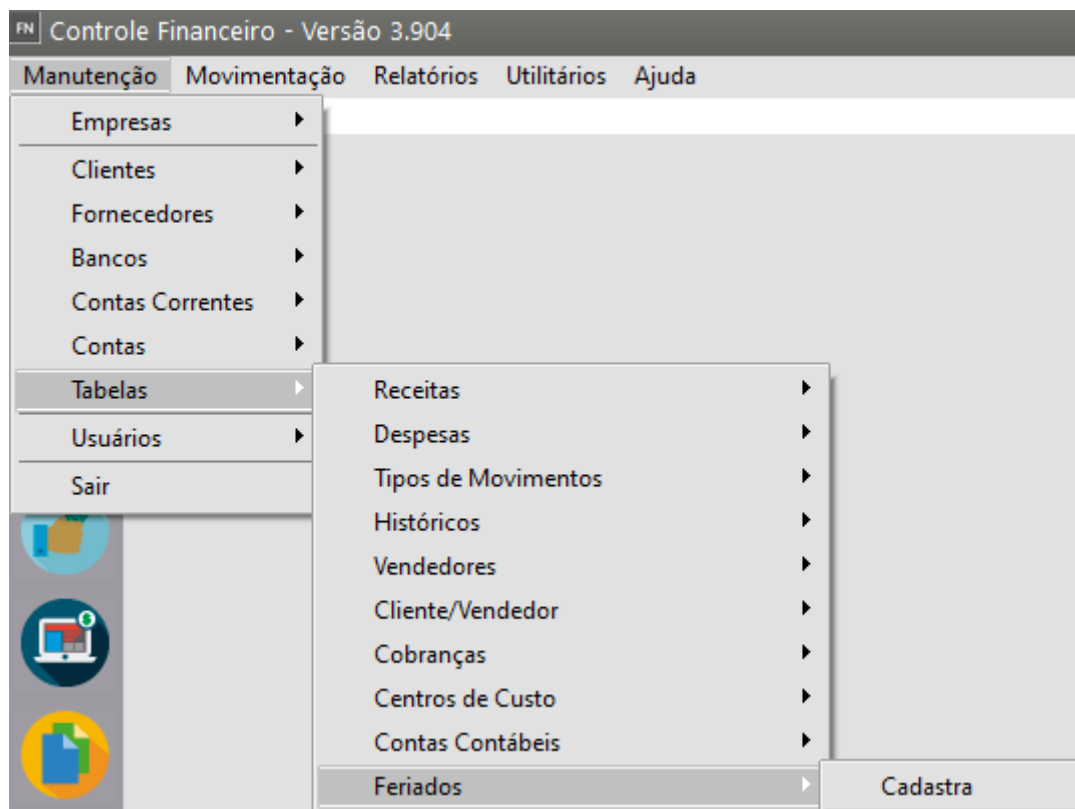 FN Controle Financeiro - Versão 3.904
Manutenção Movimentação Relatórios Utilitários Ajuda
Empresas
Clientes
Fornecedores
Bancos
Contas Correntes
Contas
Tabelas
Usuários
Sair
Receitas
Despesas
Tipos de Movimentos
Históricos
Vendedores
Cliente/Vendedor
Cobranças
Centros de Custo
Contas Contábeis
Feriados
Cadastra